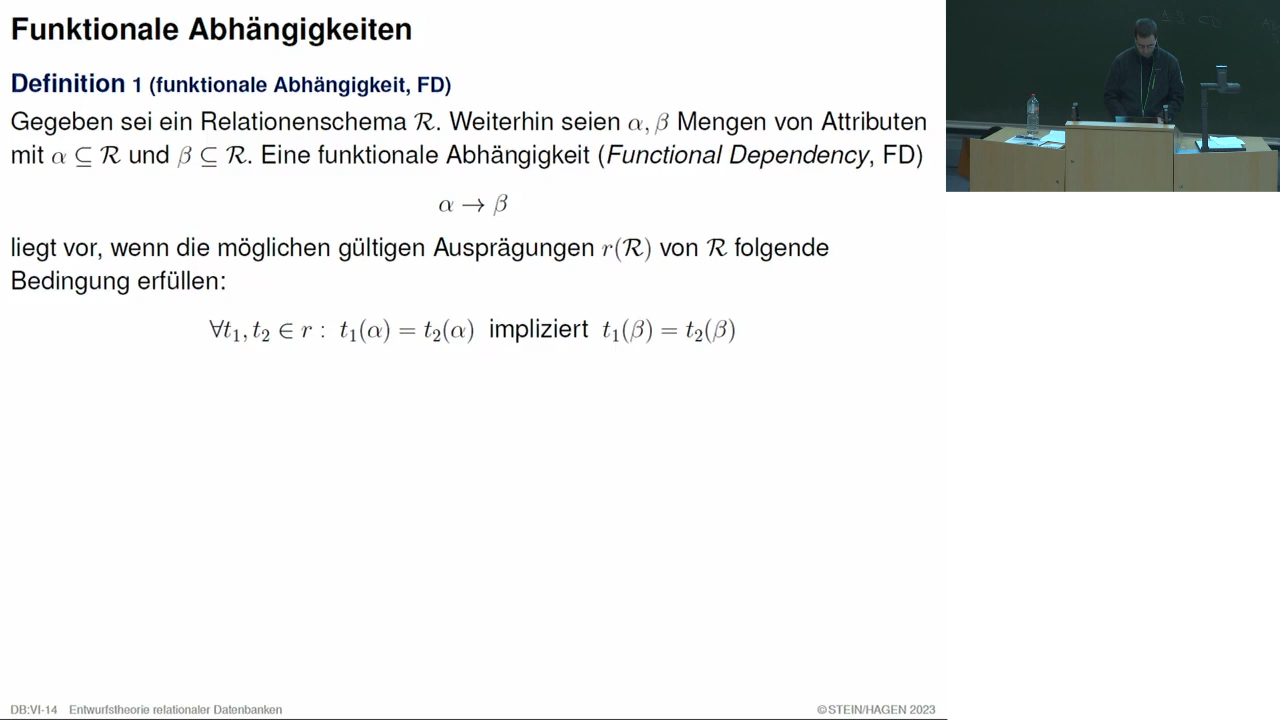 Funktionale Abhängigkeiten
Definition 1 (funktionale Abhängigkeit, FD)
Gegeben sei ein Relationenschema ℛ. Weiterhin seien α, β Mengen von Attributen
mit α ⊆ ℛ und β ⊆ ℛ. Eine funktionale Abhängigkeit (Functional Dependency, FD)
α → β
liegt vor, wenn die möglichen gültigen Ausprägungen r(ℛ) von ℛ folgende
Bedingung erfüllen:
∀t₁, t₂ ∈ r : t₁(α) = t₂(α) impliziert t₁(β) = t₂(β)
DB:VI-14 Entwurfstheorie relationaler Datenbanken
©STEIN/HAGEN 2023